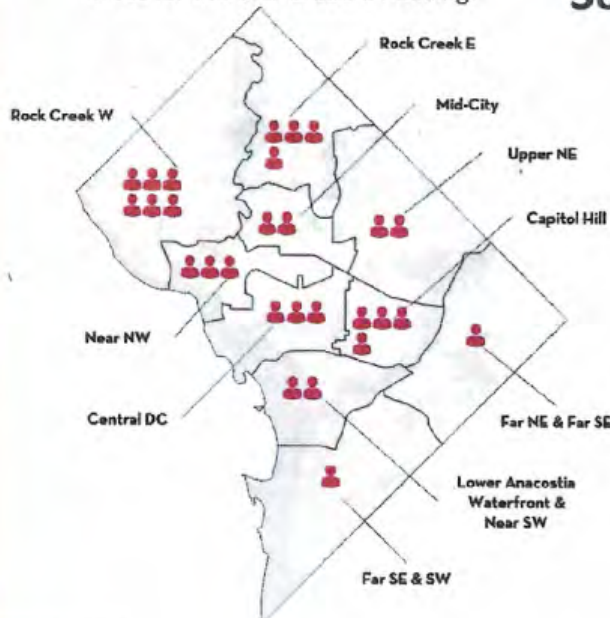 Rock Creek E
Mid-City
Rock Creek W
Upper NE
Capitol Hill
Near NW
Central DC
Far NE & Far SE
Lower Anacostia
Waterfront &
Near SW
Far SE & SW